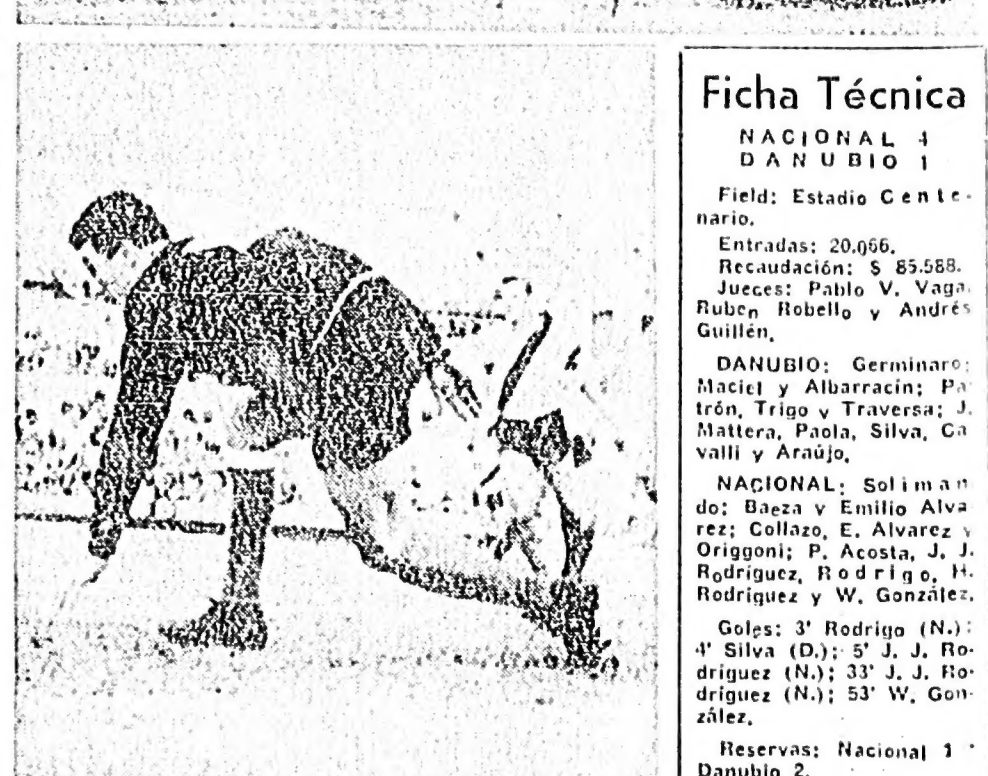 Ficha Técnica
NACIONAL 4
DANUBIO 1
Field: Estadio Cente-
nario.
Entradas: 20.066.
Recaudación: $ 85.588.
Jueces: Pablo V. Vaga,
Ruben Robello y Andrés
Guillén.
DANUBIO: Germinaro;
Maciel y Albarracín; Pa
trón, Trigo y Traversa; J.
Mattera, Paola, Silva, Ca
valli y Araújo.
NACIONAL: Soliman
do; Baeza y Emilio Alva
rez; Collazo, E. Alvarez y
Origgoni; P. Acosta, J. J.
Rodríguez, Rodrigo, H.
Rodríguez y W. González.
Goles: 3' Rodrigo (N.);
4' Silva (D.); 5' J. J. Ro-
dríguez (N.); 33' J. J. Ro-
dríguez (N.); 53' W. Gon-
zález.
Reservas: Nacional 1
Danubio 2.